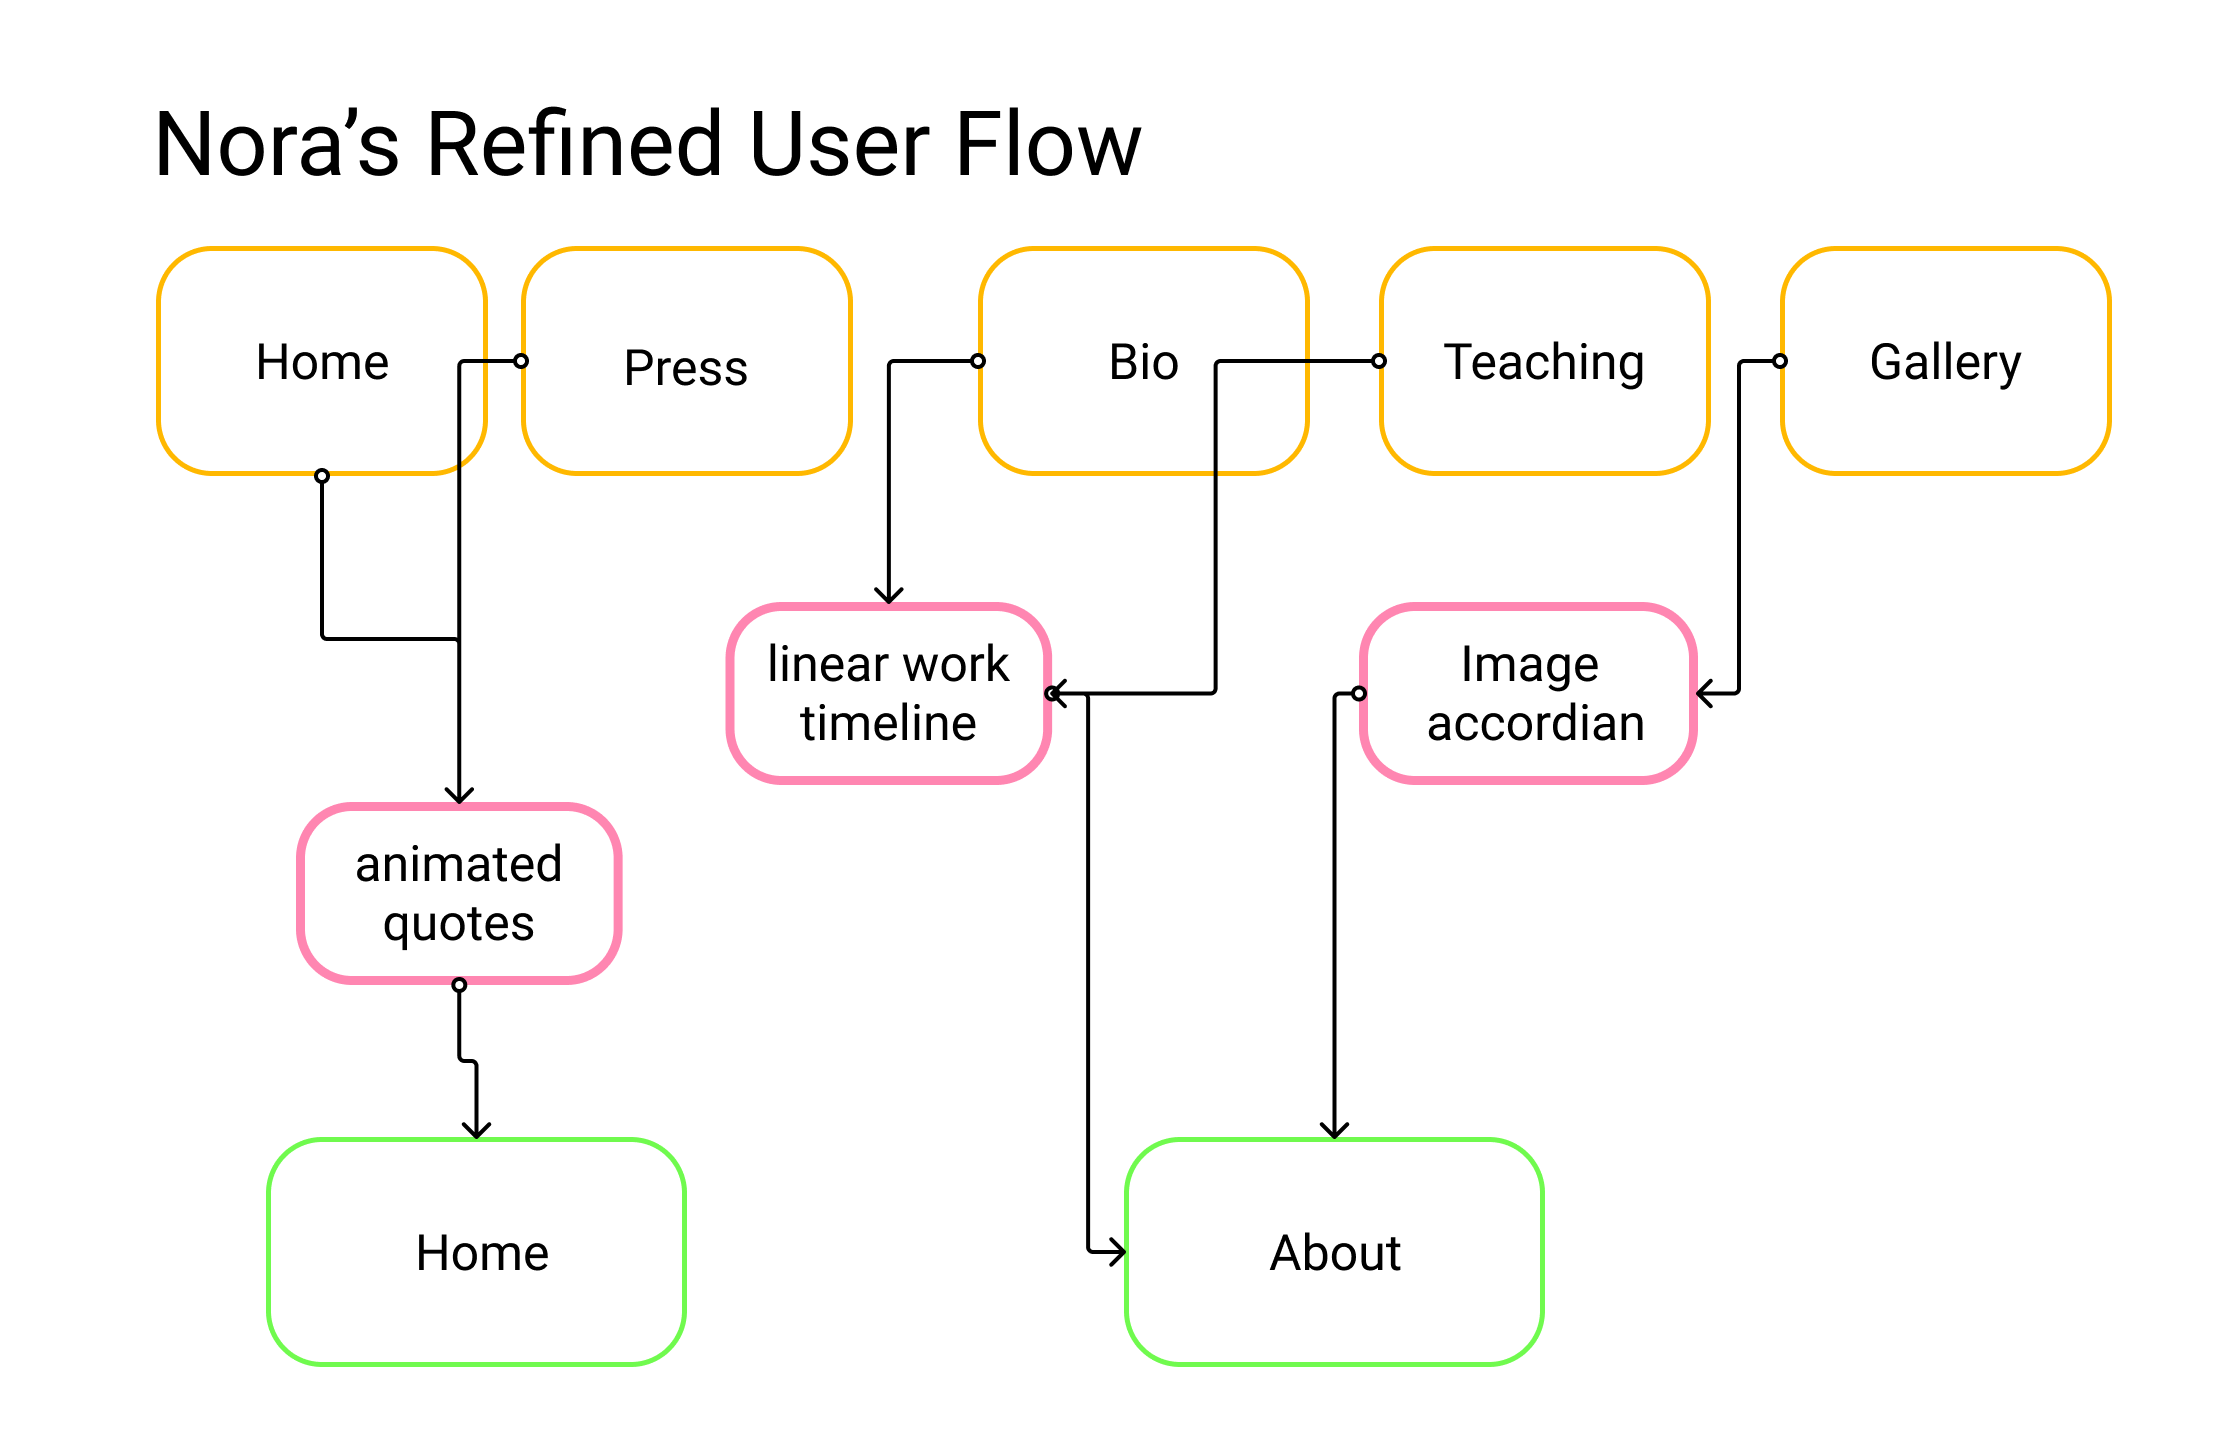 Nora’s Refined User Flow
Home
Press
Bio
Teaching
Gallery
linear work
timeline
Image
accordian
animated
quotes
Home
About